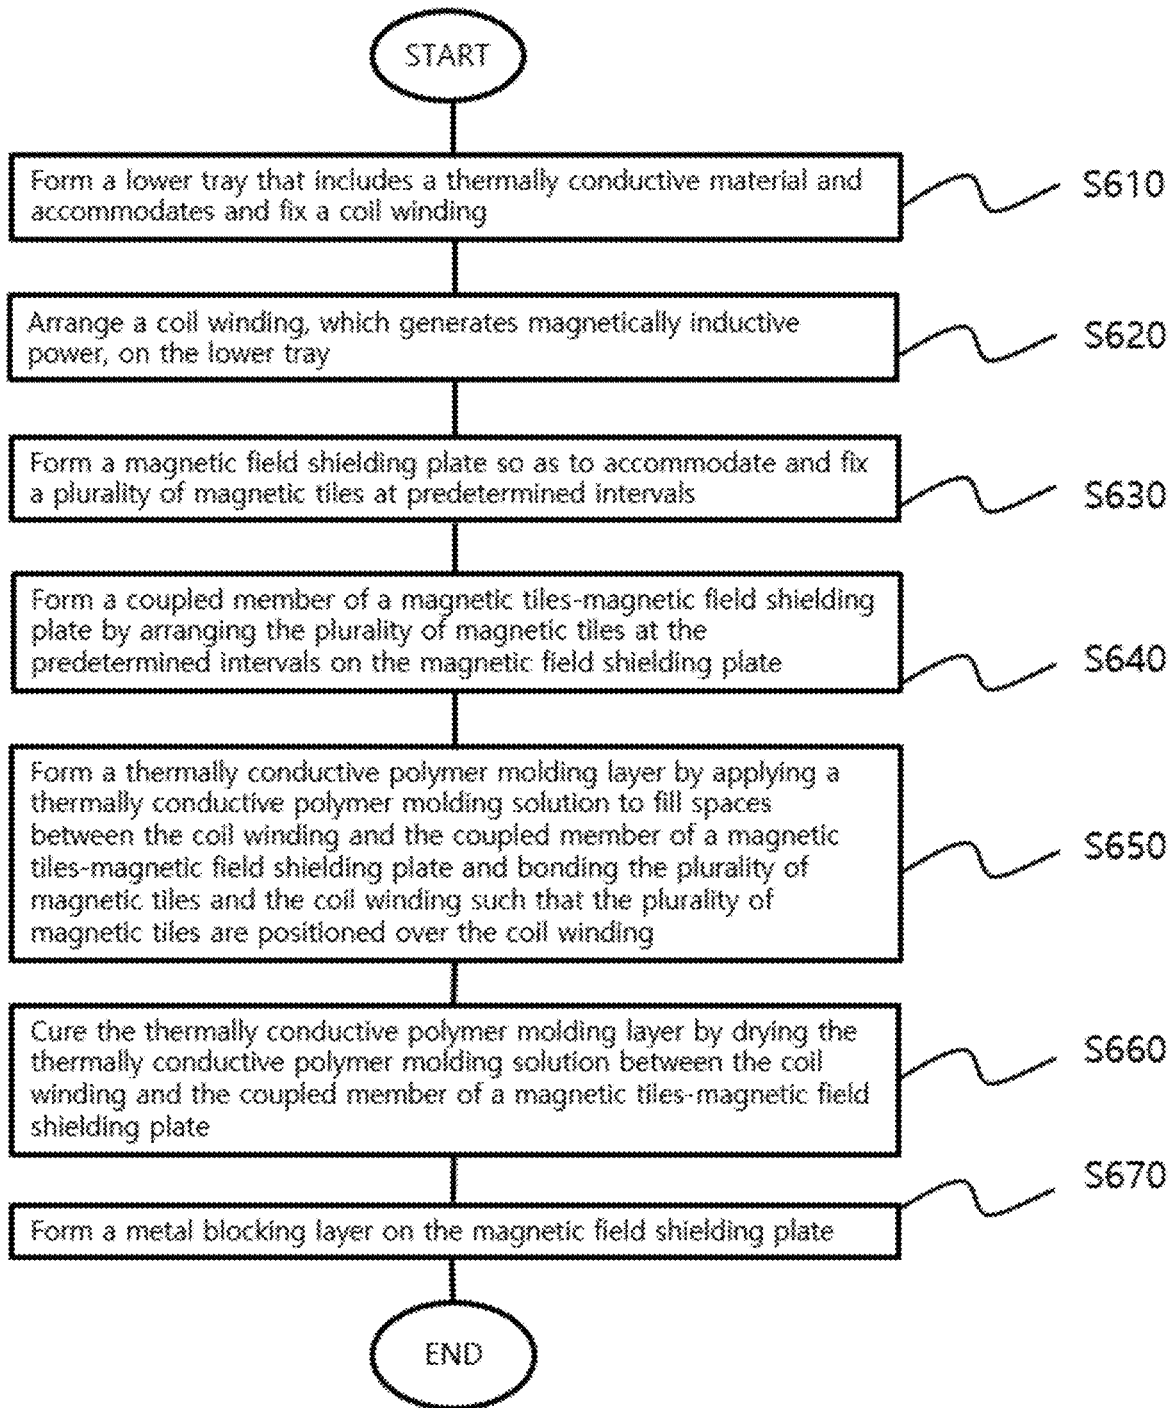 START
Form a lower tray that includes a thermally conductive material and
accommodates and fix a coil winding
S610
Arrange a coil winding, which generates magnetically inductive
power, on the lower tray
S620
Form a magnetic field shielding plate so as to accommodate and fix
a plurality of magnetic tiles at predetermined intervals
S630
Form a coupled member of a magnetic tiles-magnetic field shielding
plate by arranging the plurality of magnetic tiles at the
predetermined intervals on the magnetic field shielding plate
S640
Form a thermally conductive polymer molding layer by applying a
thermally conductive polymer molding solution to fill spaces
between the coil winding and the coupled member of a magnetic
tiles-magnetic field shielding plate and bonding the plurality of
magnetic tiles and the coil winding such that the plurality of
magnetic tiles are positioned over the coil winding
S650
Cure the thermally conductive polymer molding layer by drying the
thermally conductive polymer molding solution between the coil
winding and the coupled member of a magnetic tiles-magnetic field
shielding plate
S660
Form a metal blocking layer on the magnetic field shielding plate
S670
END